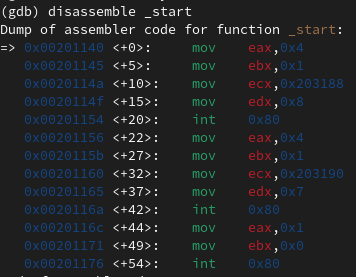 (gdb) disassemble _start
Dump of assembler code for function _start:
=> 0x00201140 <+0>: mov eax,0x4
0x00201145 <+5>: mov ebx,0x1
0x0020114a <+10>: mov ecx,0x203188
0x0020114f <+15>: mov edx,0x8
0x00201154 <+20>: int 0x80
0x00201156 <+22>: mov eax,0x4
0x0020115b <+27>: mov ebx,0x1
0x00201160 <+32>: mov ecx,0x203190
0x00201165 <+37>: mov edx,0x7
0x0020116a <+42>: int 0x80
0x0020116c <+44>: mov eax,0x1
0x00201171 <+49>: mov ebx,0x0
0x00201176 <+54>: int 0x80